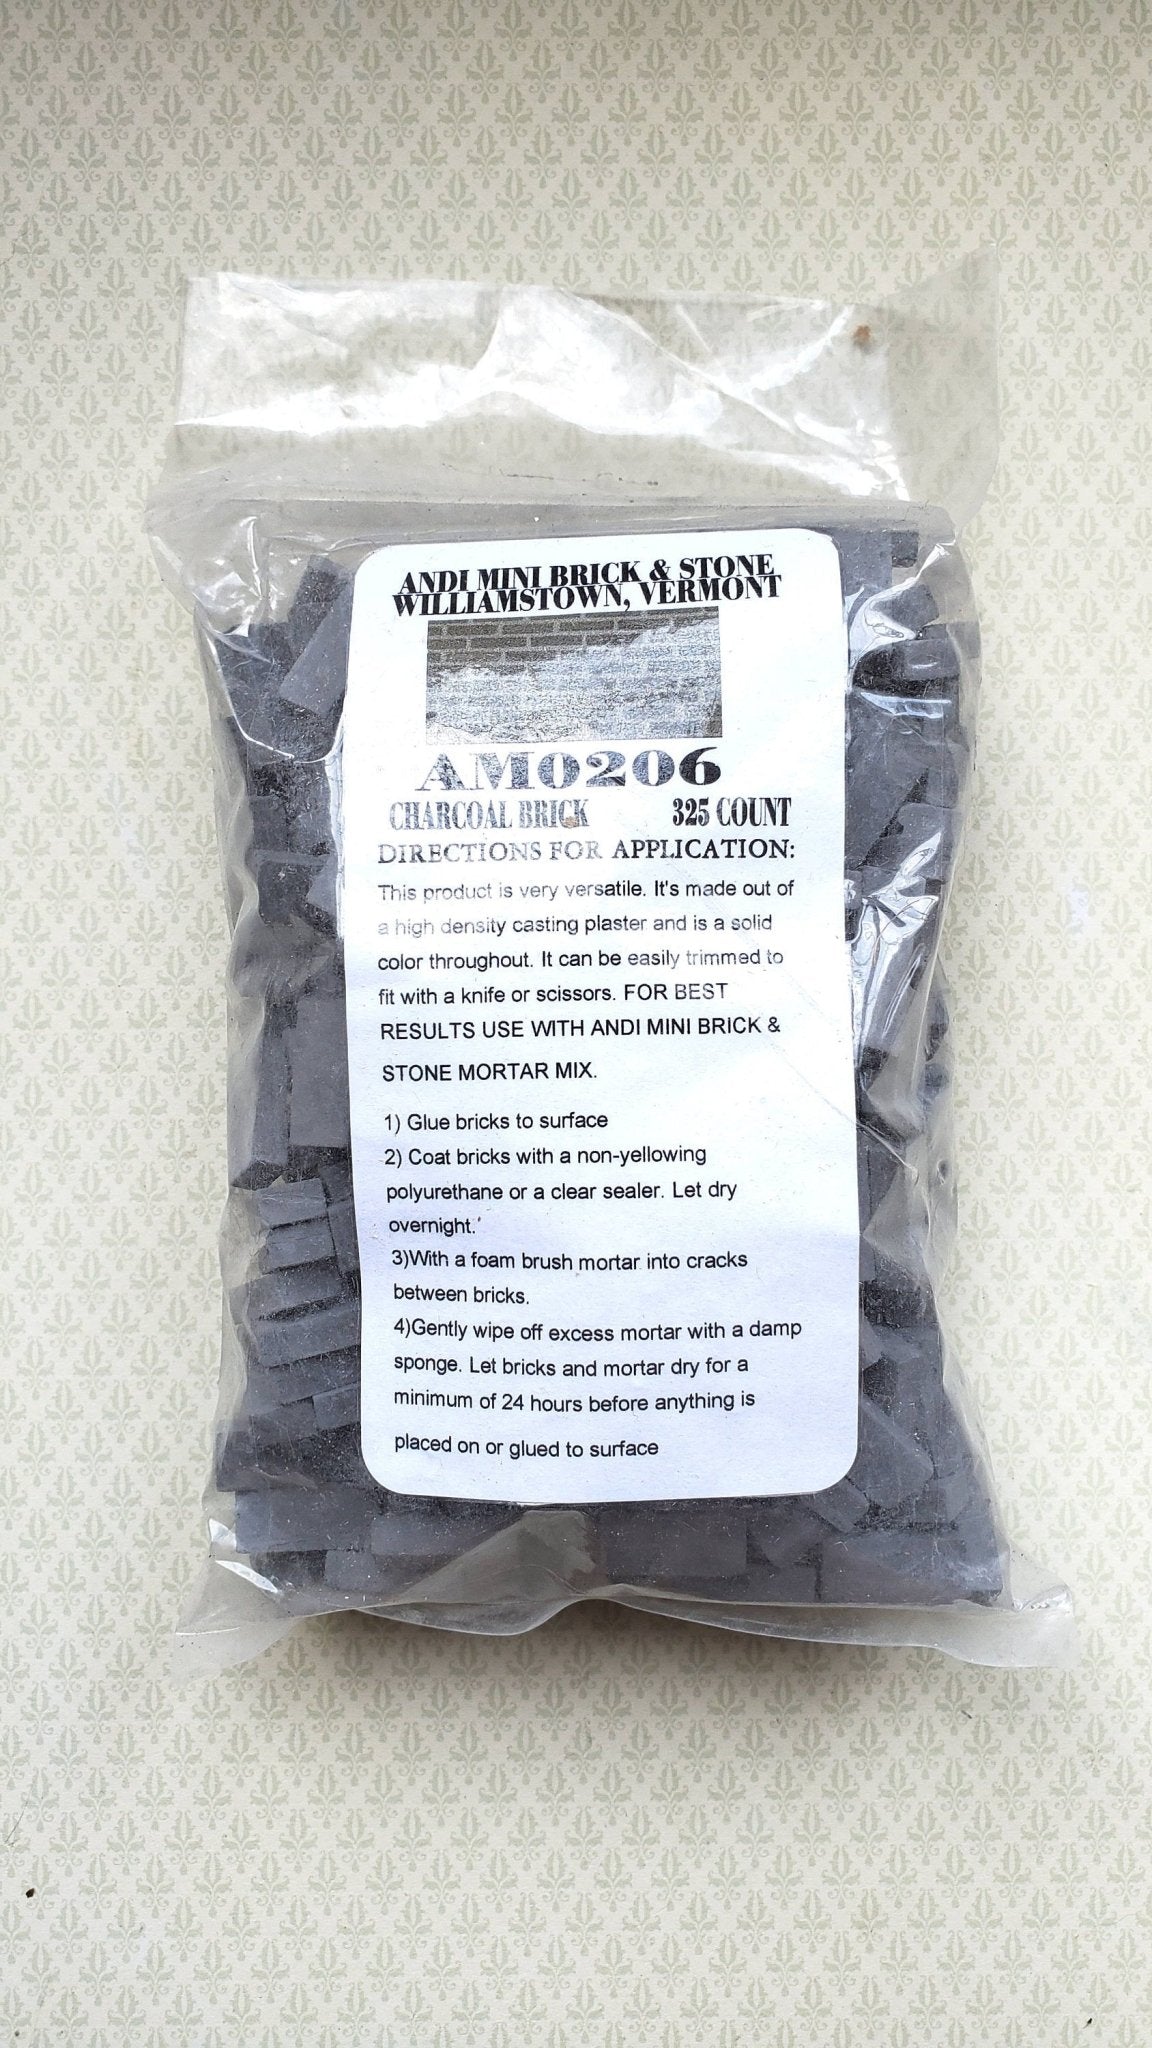 ANDI MINI BRICK & STONE
WILLIAMSTOWN, VERMONT
AM0206
CHARCOAL BRICK 325 COUNT
DIRECTIONS FOR APPLICATION:
This product is very versatile. It's made out of
a high density casting plaster and is a solid
color throughout. It can be easily trimmed to
fit with a knife or scissors. FOR BEST
RESULTS USE WITH ANDI MINI BRICK &
STONE MORTAR MIX.
1) Glue bricks to surface
2) Coat bricks with a non-yellowing
polyurethane or a clear sealer. Let dry
overnight.
3)With a foam brush mortar into cracks
between bricks.
4)Gently wipe off excess mortar with a damp
sponge. Let bricks and mortar dry for a
minimum of 24 hours before anything is
placed on or glued to surface